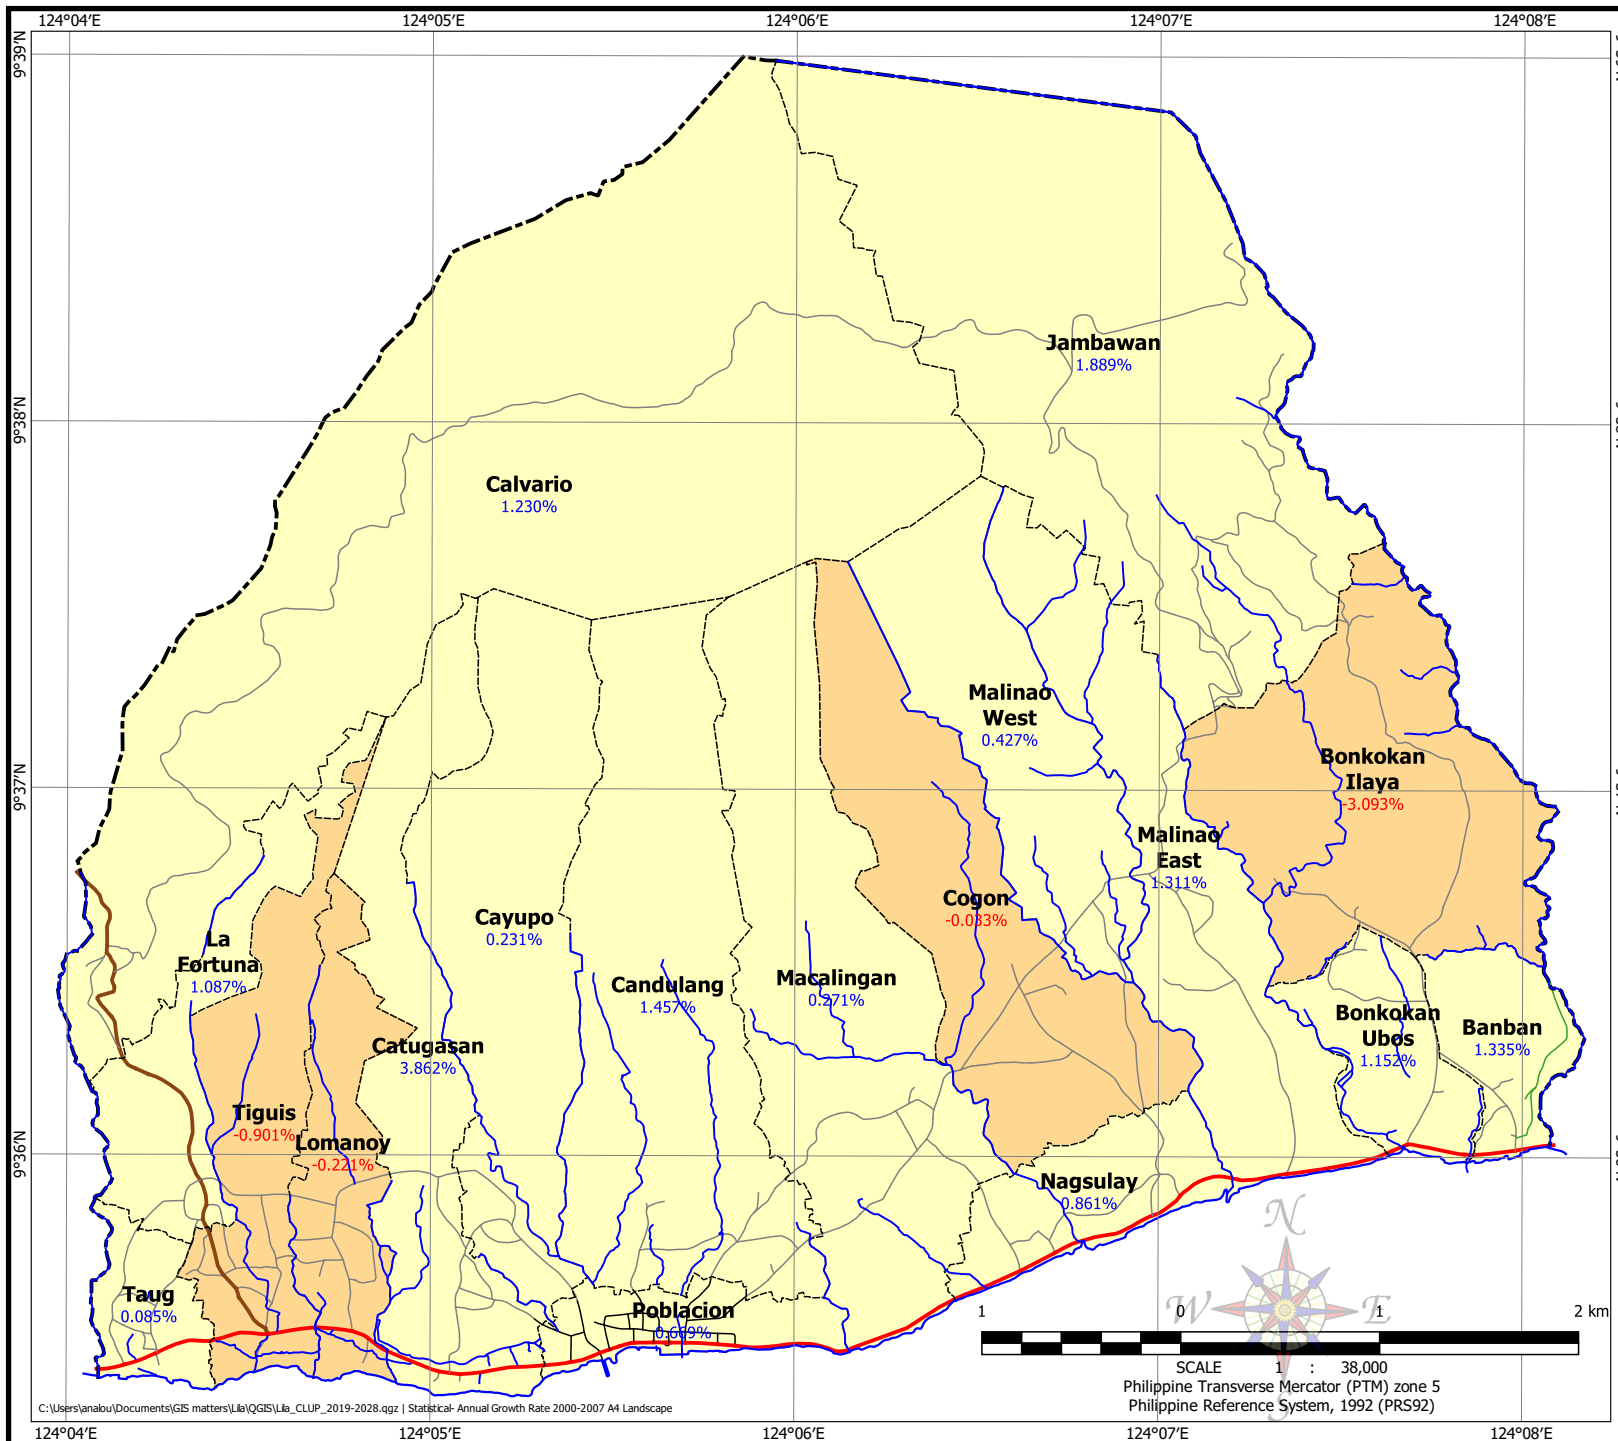 124°04'E 124°05'E 124°06'E 124°07'E 124°08'E
9°39'N
Jambawan
1.889%
9°38'N
Calvario
1.230%
Malinao
West
0.427%
Bonkokan
Ilaya
-3.093%
9°37'N
Malinao
East
1.311%
Cogon
-0.033%
Cayupo
0.231%
La
Fortuna
1.087%
Candulang
1.457%
Macalingan
0.271%
Bonkokan
Ubos
1.152%
Banban
1.335%
Catugasan
3.862%
Tiguis
-0.901%
Lomanoy
-0.221%
9°36'N
Nagsulay
0.861%
N
Taug
0.085%
Poblacion
0.669%
W E
1 0 1 2 km
SCALE 1 : 38,000
Philippine Transverse Mercator (PTM) zone 5
Philippine Reference System, 1992 (PRS92)
S
C:\Users\analou\Documents\GIS matters\Lila\QGIS\Lila_CLUP_2019-2028.qgz | Statistical- Annual Growth Rate 2000-2007 A4 Landscape
124°04'E 124°05'E 124°06'E 124°07'E 124°08'E